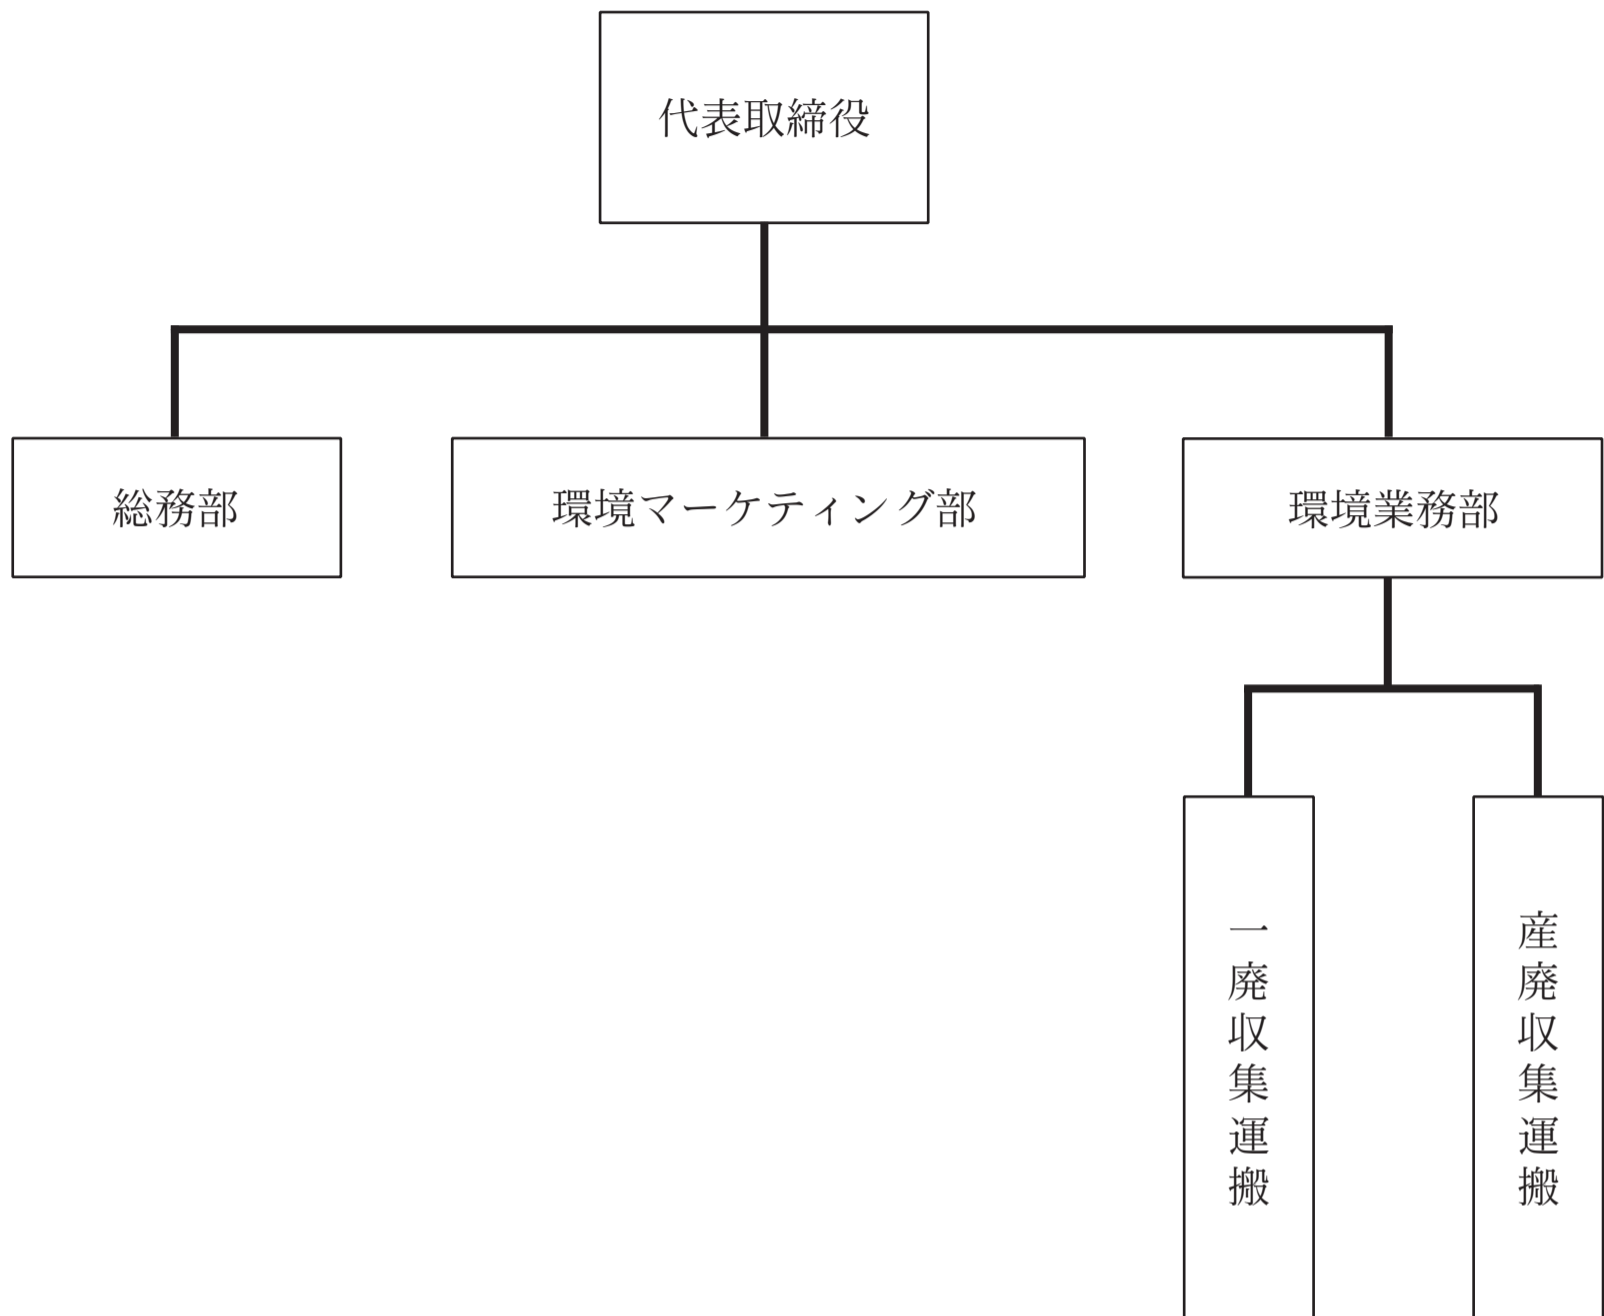 代表取締役
総務部
環境マーケティング部
環境業務部
一廃収集運搬
産廃収集運搬